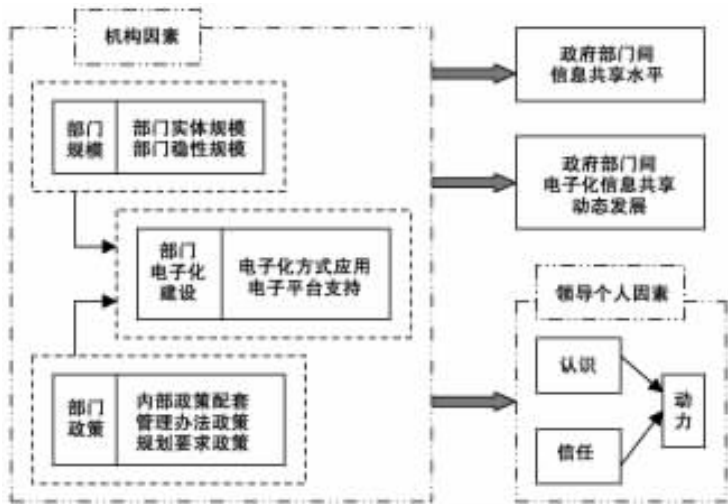 机构因素
部门
规模
部门实体规模
部门稳性规模
部门
电子化
建设
电子化方式应用
电子平台支持
部门
政策
内部政策配套
管理办法政策
规划要求政策
政府部门间
信息共享水平
政府部门间
电子化信息共享
动态发展
领导个人因素
认识
信任
动
力